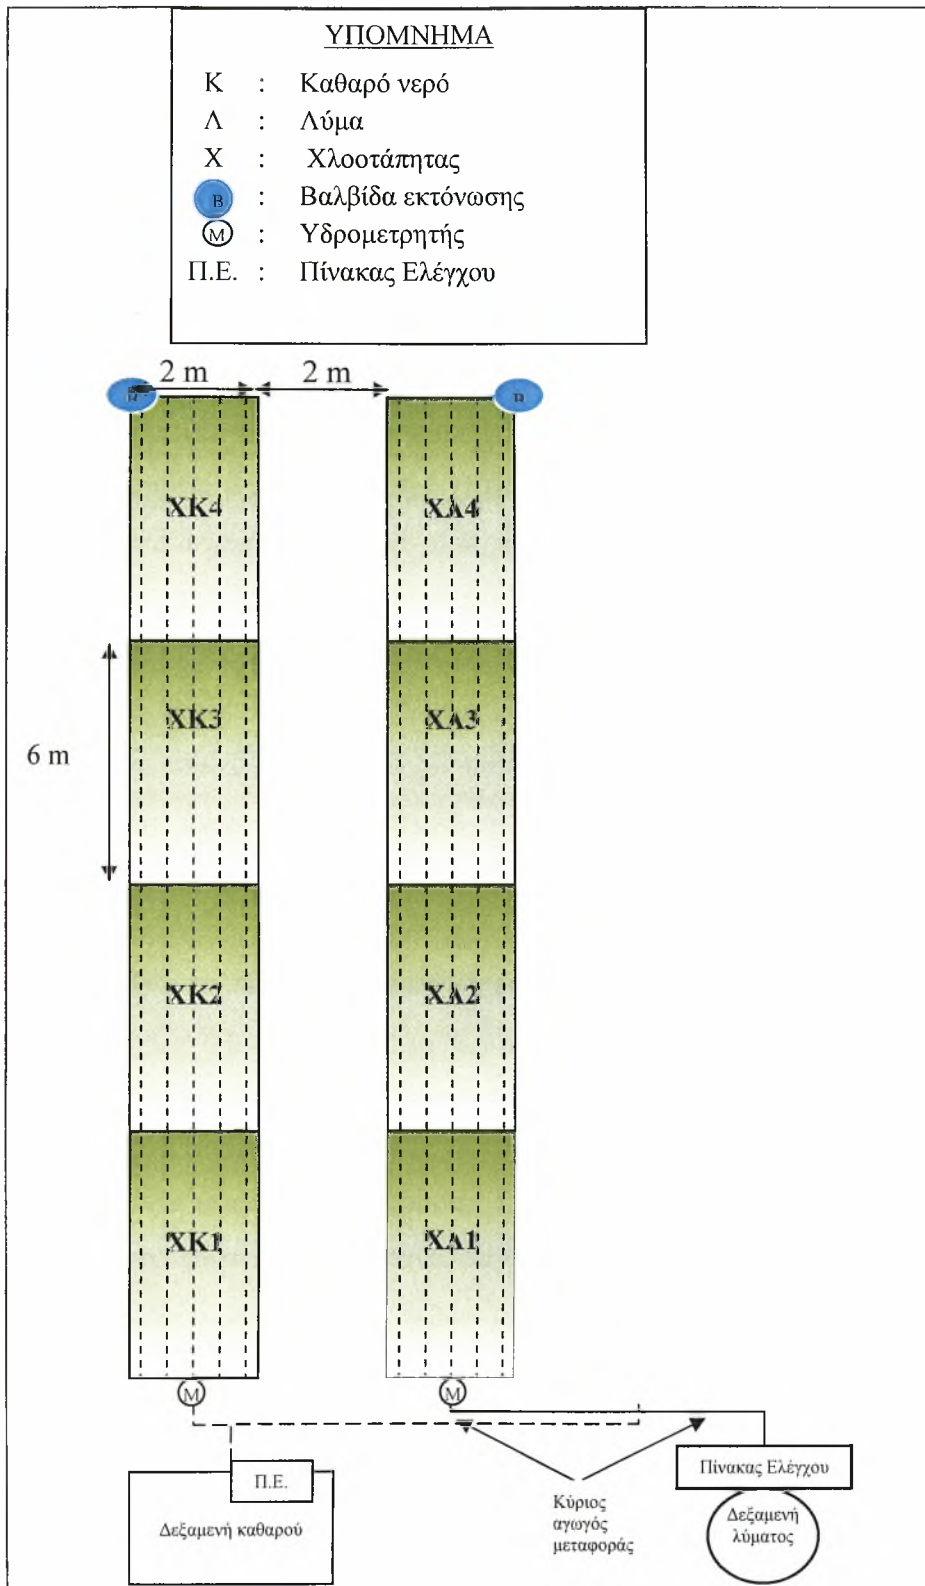 ΥΠΟΜΝΗΜΑ
Κ : Καθαρό νερό
Λ : Λύμα
Χ : Χλοοτάπητας
Β : Βαλβίδα εκτόνωσης
Μ : Υδρομετρητής
Π.Ε. : Πίνακας Ελέγχου
2 m 2 m
ΧΚ4 ΧΛ4
ΧΚ3 ΧΛ3
6 m
ΧΚ2 ΧΛ2
ΧΚ1 ΧΛ1
Μ Μ
Π.Ε.
Δεξαμενή καθαρού
Κύριος
αγωγός
μεταφοράς
Πίνακας Ελέγχου
Δεξαμενή
λύματος